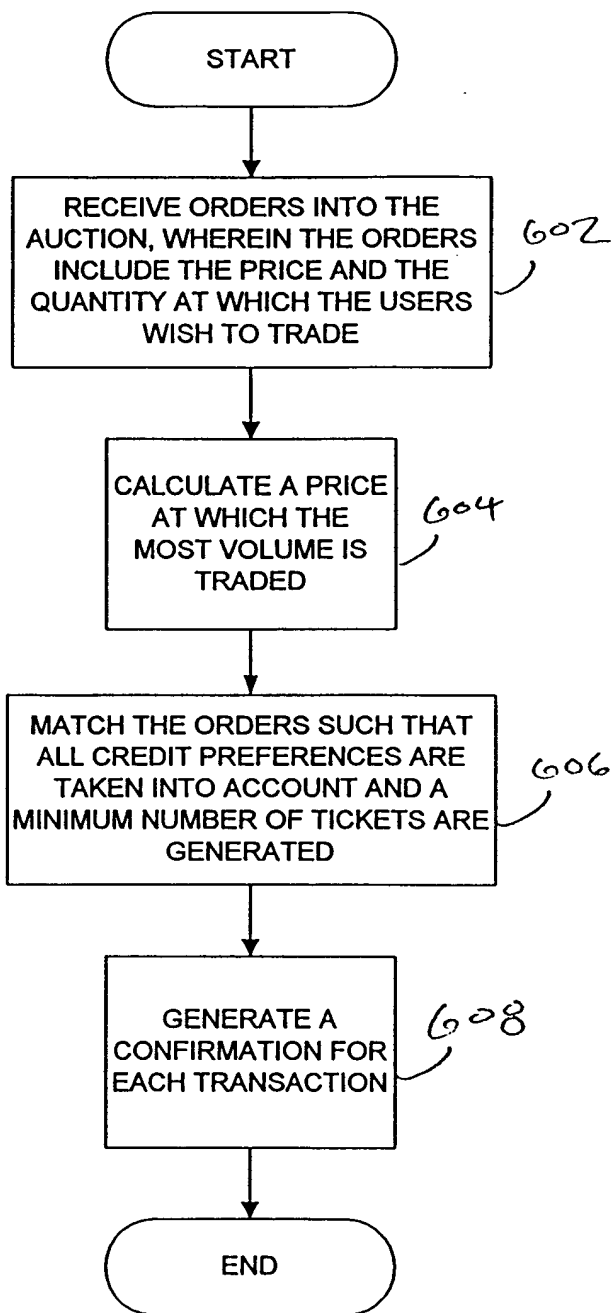 START
RECEIVE ORDERS INTO THE
AUCTION, WHEREIN THE ORDERS
INCLUDE THE PRICE AND THE
QUANTITY AT WHICH THE USERS
WISH TO TRADE
602
CALCULATE A PRICE
AT WHICH THE
MOST VOLUME IS
TRADED
604
MATCH THE ORDERS SUCH THAT
ALL CREDIT PREFERENCES ARE
TAKEN INTO ACCOUNT AND A
MINIMUM NUMBER OF TICKETS ARE
GENERATED
606
GENERATE A
CONFIRMATION FOR
EACH TRANSACTION
608
END